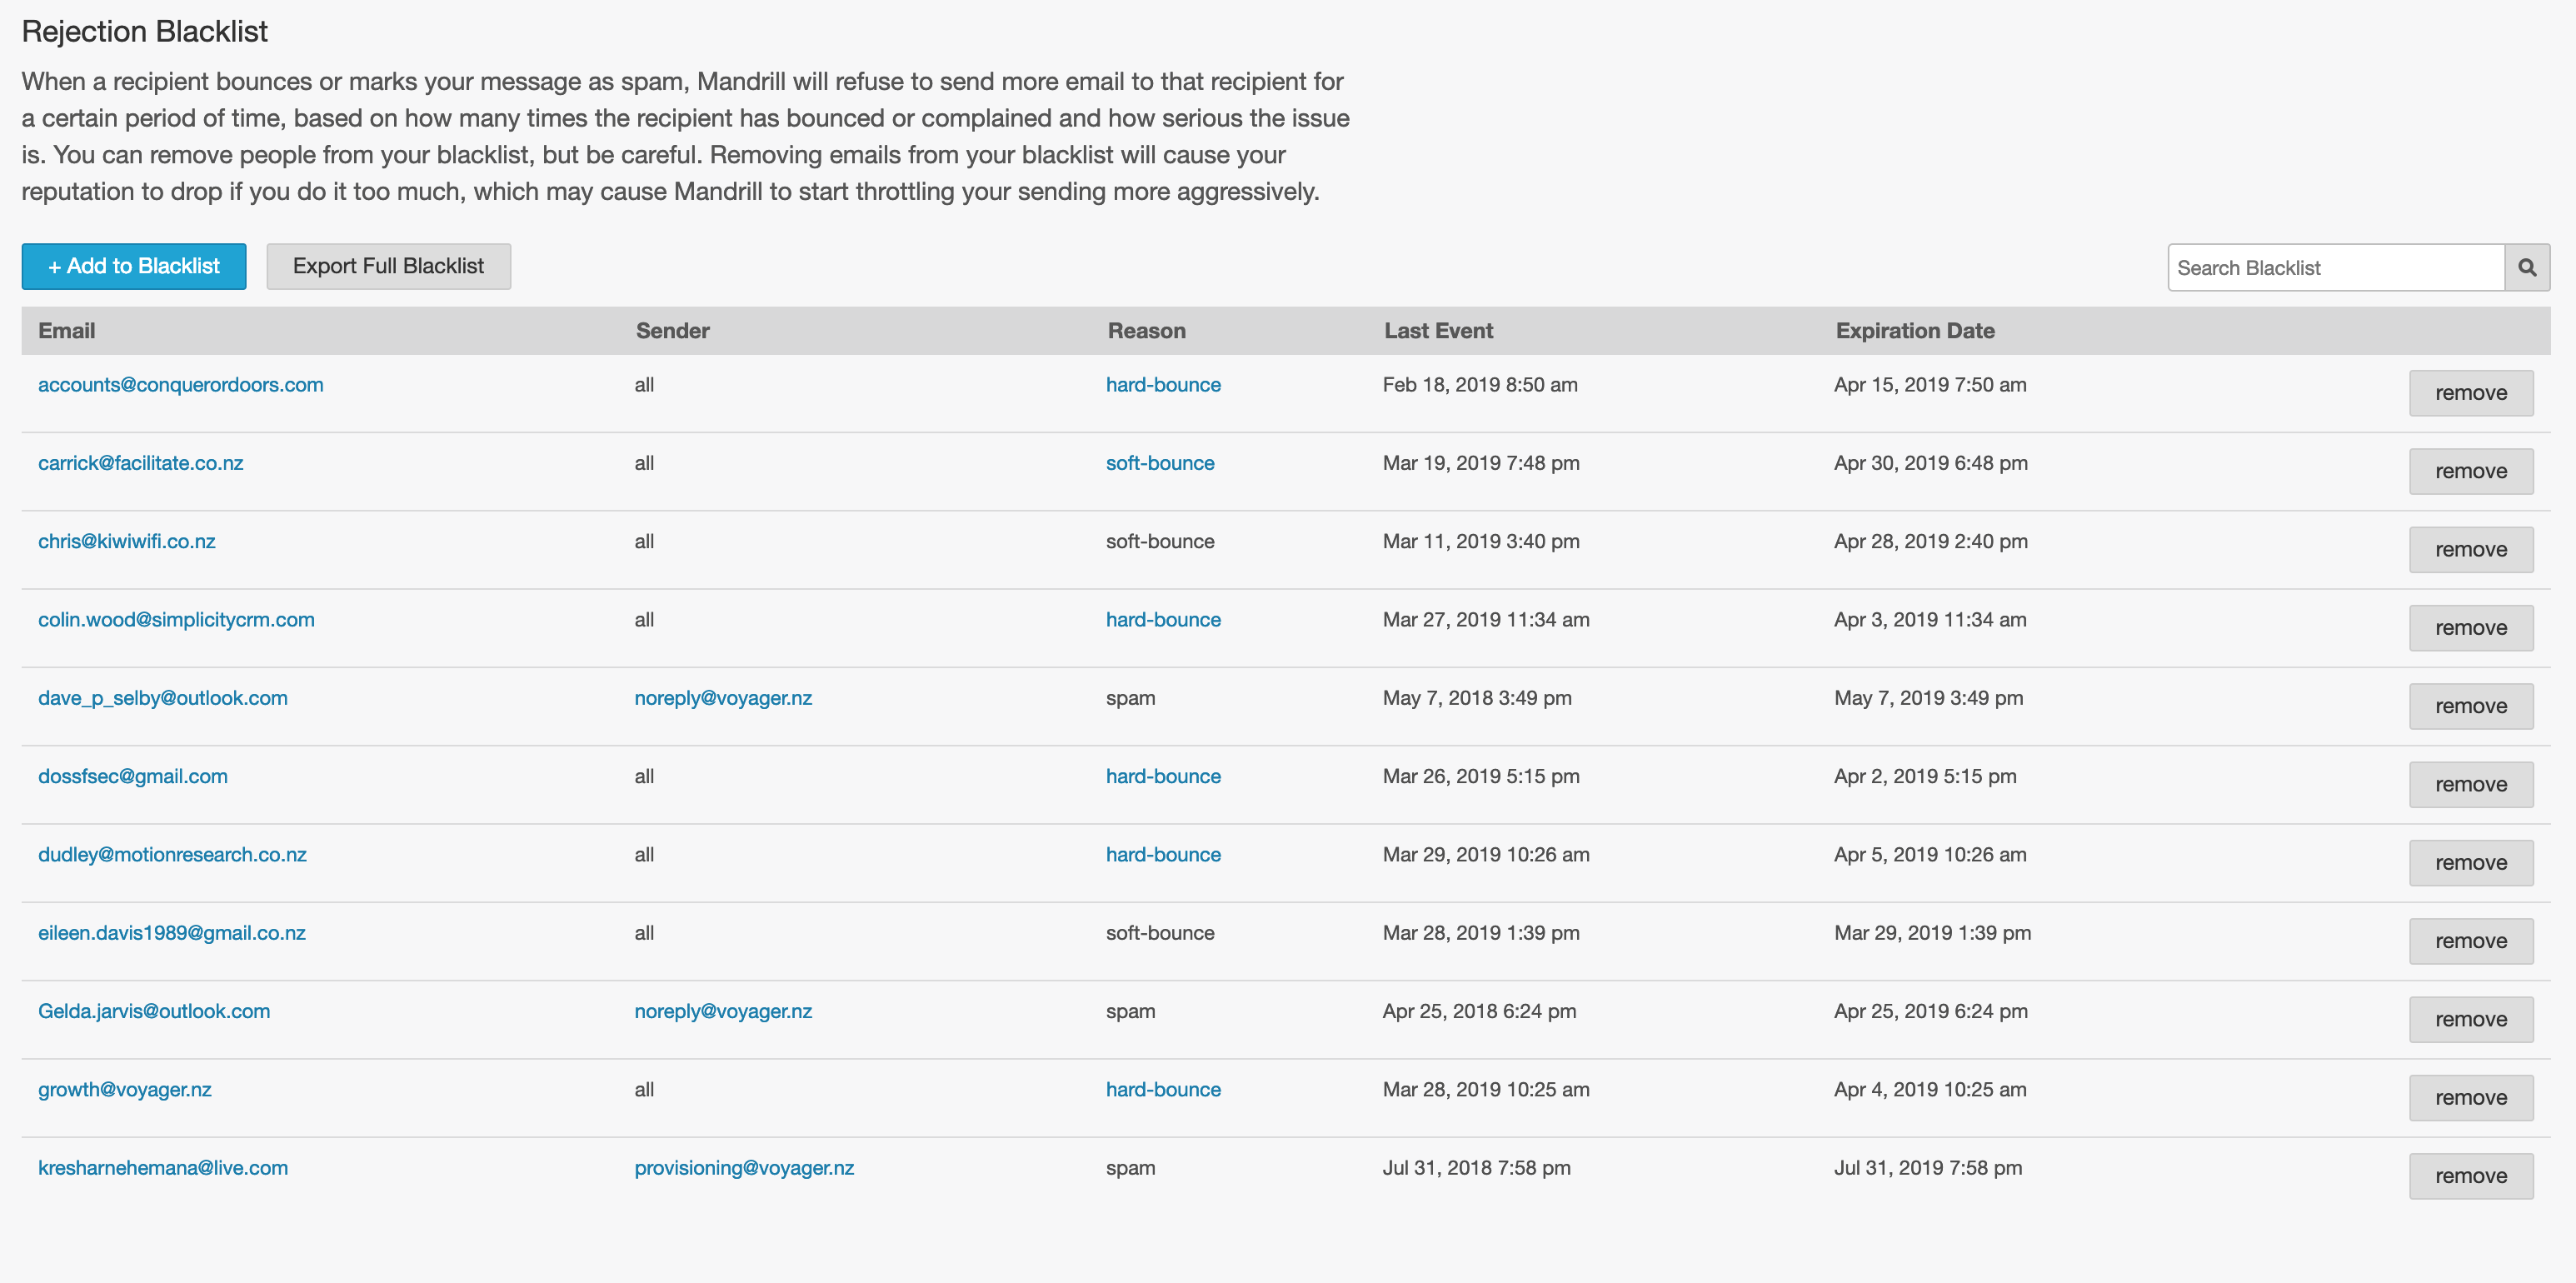 Rejection Blacklist
When a recipient bounces or marks your message as spam, Mandrill will refuse to send more email to that recipient for
a certain period of time, based on how many times the recipient has bounced or complained and how serious the issue
is. You can remove people from your blacklist, but be careful. Removing emails from your blacklist will cause your
reputation to drop if you do it too much, which may cause Mandrill to start throttling your sending more aggressively.
+ Add to Blacklist Export Full Blacklist Search Blacklist
Email Sender Reason Last Event Expiration Date
accounts@conquerordoors.com all hard-bounce Feb 18, 2019 8:50 am Apr 15, 2019 7:50 am remove
carrick@facilitate.co.nz all soft-bounce Mar 19, 2019 7:48 pm Apr 30, 2019 6:48 pm remove
chris@kiwiwifi.co.nz all soft-bounce Mar 11, 2019 3:40 pm Apr 28, 2019 2:40 pm remove
colin.wood@simplicitycrm.com all hard-bounce Mar 27, 2019 11:34 am Apr 3, 2019 11:34 am remove
dave_p_selby@outlook.com noreply@voyager.nz spam May 7, 2018 3:49 pm May 7, 2019 3:49 pm remove
dossfsec@gmail.com all hard-bounce Mar 26, 2019 5:15 pm Apr 2, 2019 5:15 pm remove
dudley@motionresearch.co.nz all hard-bounce Mar 29, 2019 10:26 am Apr 5, 2019 10:26 am remove
eileen.davis1989@gmail.co.nz all soft-bounce Mar 28, 2019 1:39 pm Mar 29, 2019 1:39 pm remove
Gelda.jarvis@outlook.com noreply@voyager.nz spam Apr 25, 2018 6:24 pm Apr 25, 2019 6:24 pm remove
growth@voyager.nz all hard-bounce Mar 28, 2019 10:25 am Apr 4, 2019 10:25 am remove
kresharnehemana@live.com provisioning@voyager.nz spam Jul 31, 2018 7:58 pm Jul 31, 2019 7:58 pm remove